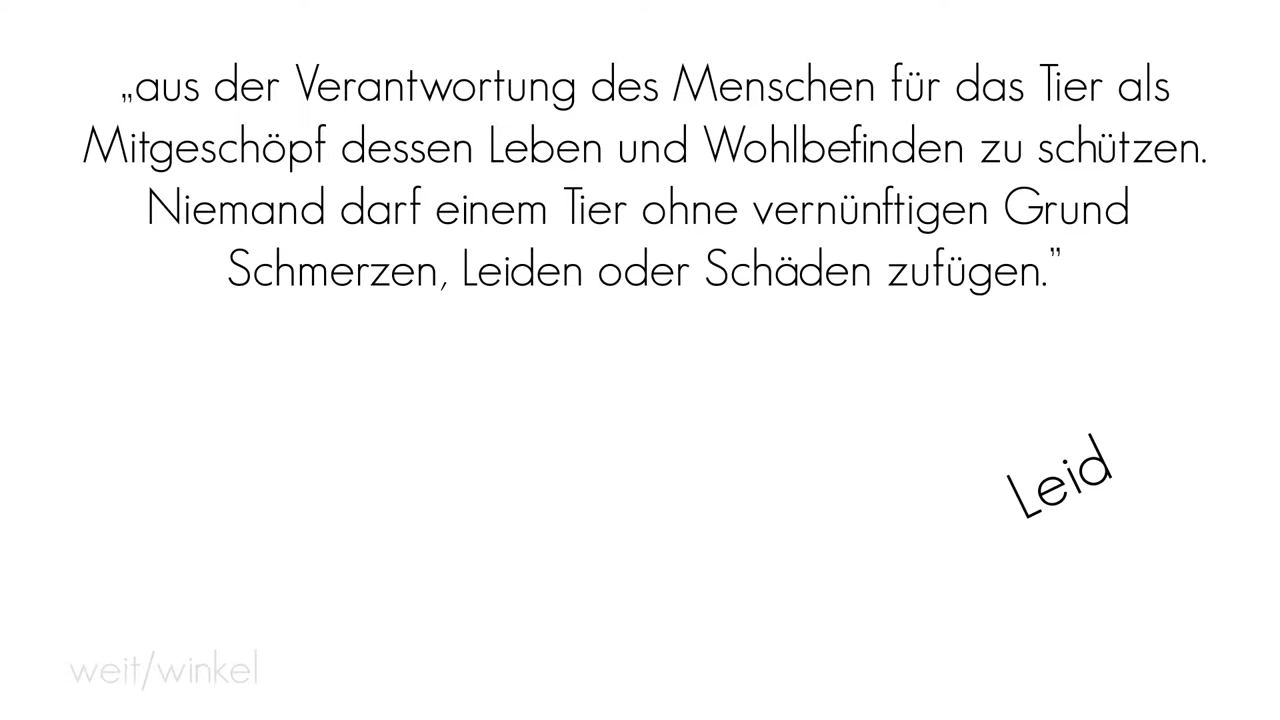 „aus der Verantwortung des Menschen für das Tier als
Mitgeschöpf dessen Leben und Wohlbefinden zu schützen.
Niemand darf einem Tier ohne vernünftigen Grund
Schmerzen, Leiden oder Schäden zufügen.”
Leid
weit/winkel